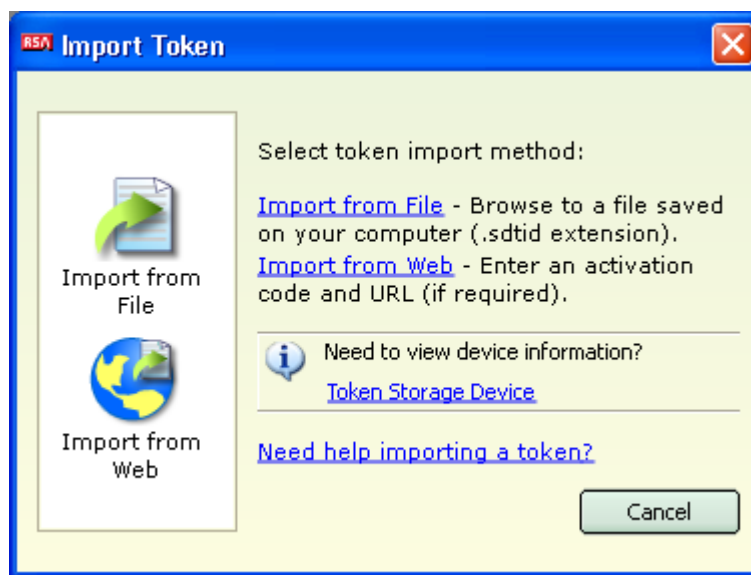 RSA Import Token
Select token import method:
Import from File - Browse to a file saved
on your computer (.sdtid extension).
Import from Web - Enter an activation
code and URL (if required).
Import from
File
Import from
Web
Need to view device information?
Token Storage Device
Need help importing a token?
Cancel